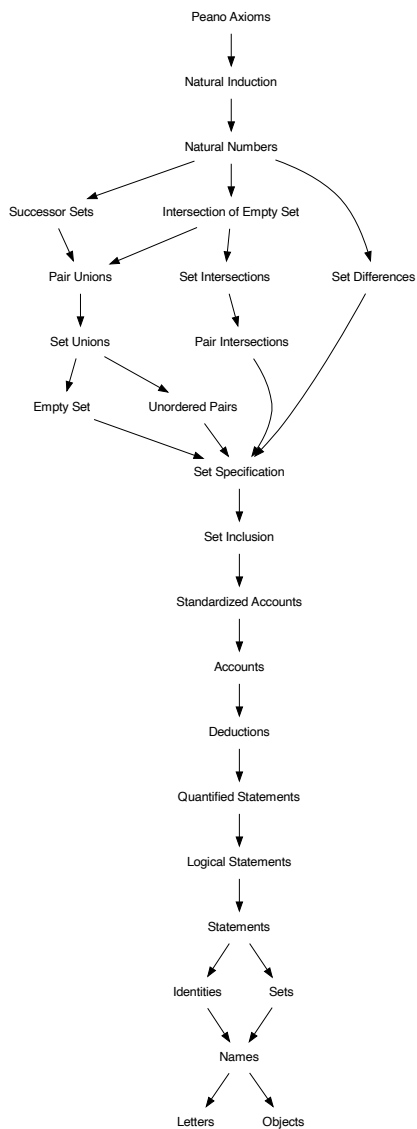 Peano Axioms
Natural Induction
Natural Numbers
Successor Sets
Intersection of Empty Set
Pair Unions
Set Intersections
Set Differences
Set Unions
Pair Intersections
Empty Set
Unordered Pairs
Set Specification
Set Inclusion
Standardized Accounts
Accounts
Deductions
Quantified Statements
Logical Statements
Statements
Identities
Sets
Names
Letters
Objects